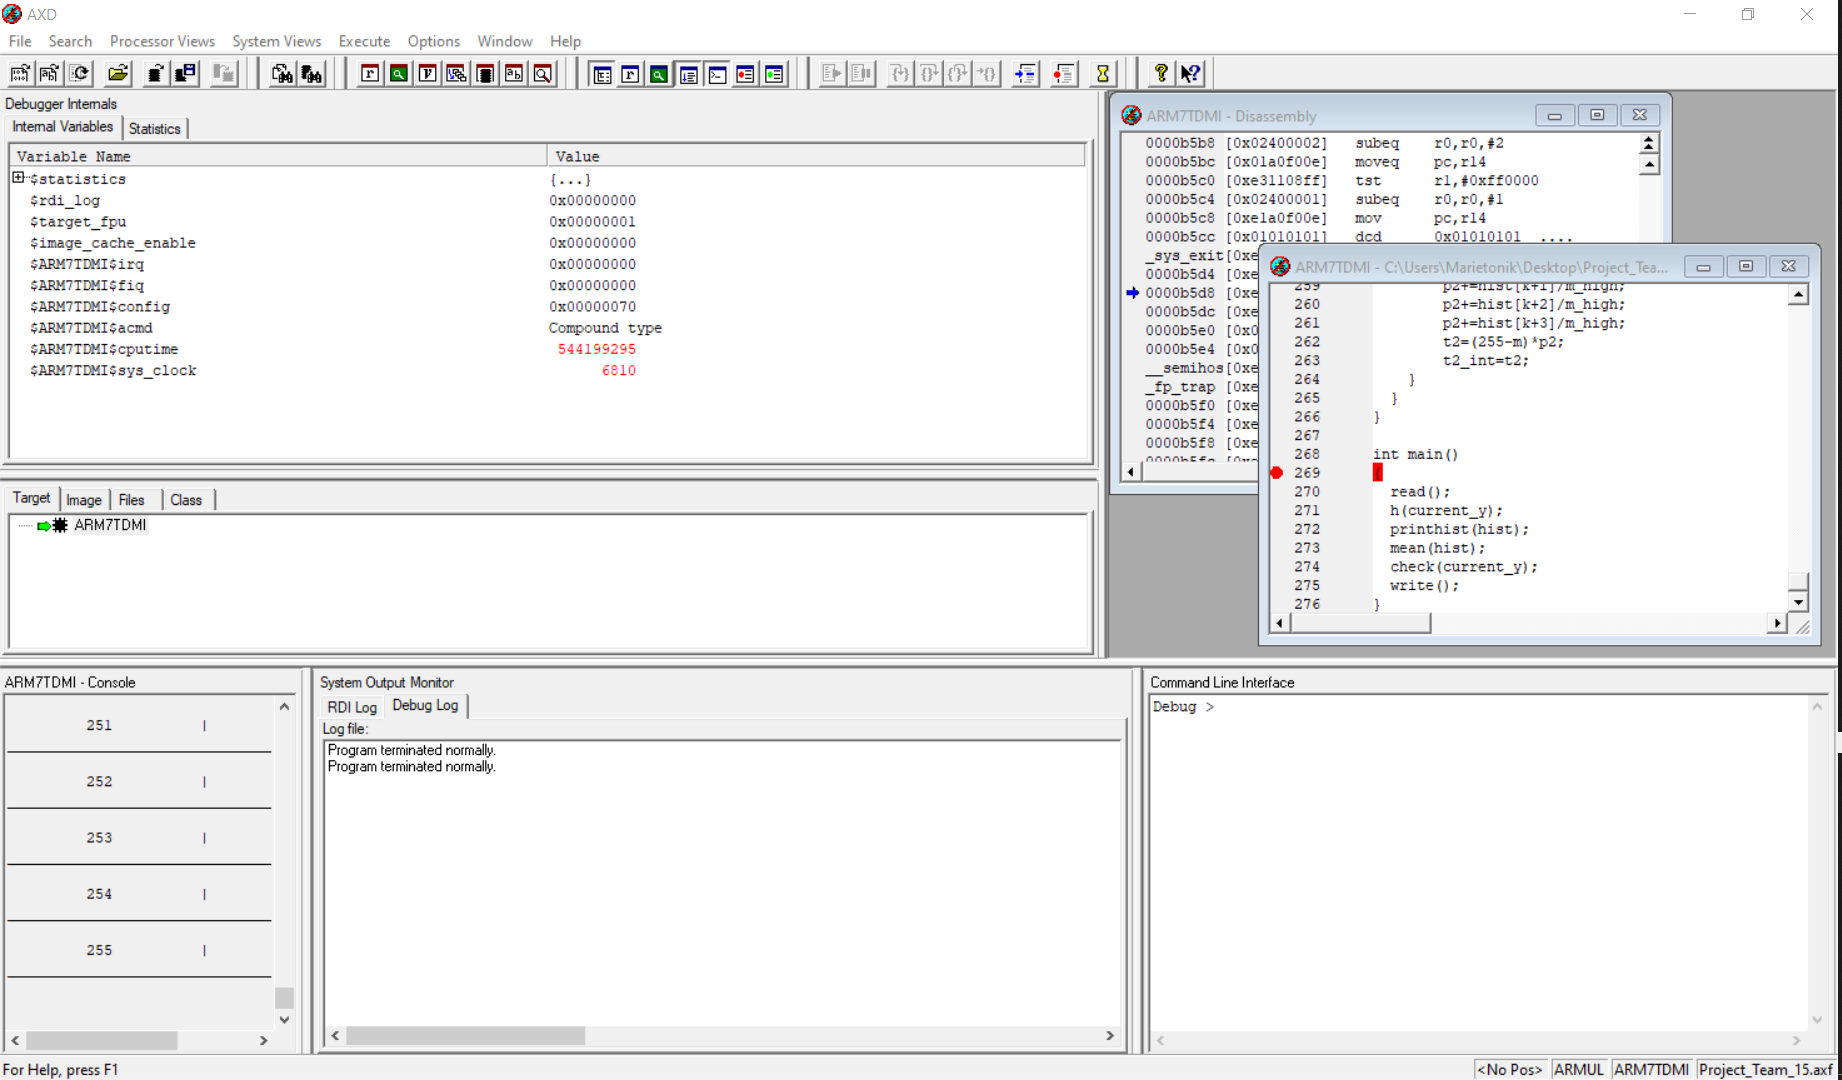 AXD
File Search Processor Views System Views Execute Options Window Help
Debugger Internals
Internal Variables Statistics
Variable Name Value
$statistics {...}
$rdi_log 0x00000000
$target_fpu 0x00000001
$image_cache_enable 0x00000000
$ARM7TDMI$irq 0x00000000
$ARM7TDMI$fiq 0x00000000
$ARM7TDMI$config 0x00000070
$ARM7TDMI$acmd Compound type
$ARM7TDMI$cputime 544199295
$ARM7TDMI$sys_clock 6810
Target Image Files Class
ARM7TDMI
ARM7TDMI - Disassembly
0000b5b8 [0x02400002] subeq r0,r0,#2
0000b5bc [0x01a0f00e] moveq pc,r14
0000b5c0 [0xe31108ff] tst r1,#0xff0000
0000b5c4 [0x02400001] subeq r0,r0,#1
0000b5c8 [0xe1a0f00e] mov pc,r14
0000b5cc [0x01010101] dcd 0x01010101 ....
_sys_exit[0xe
0000b5d4 [0xe
0000b5d8 [0xe
0000b5dc [0xe
0000b5e0 [0x0
0000b5e4 [0x0
__semihos[0xe
_fp_trap [0xe
0000b5f0 [0xe
0000b5f4 [0xe
0000b5f8 [0xe
0000b5fc [0xe
ARM7TDMI - C:\Users\Marietonik\Desktop\Project_Tea...
259 p2+=hist[k+1]/m_high;
260 p2+=hist[k+2]/m_high;
261 p2+=hist[k+3]/m_high;
262 t2=(255-m)*p2;
263 t2_int=t2;
264 }
265 }
266 }
267
268 int main()
269 {
270 read();
271 h(current_y);
272 printhist(hist);
273 mean(hist);
274 check(current_y);
275 write();
276 }
ARM7TDMI - Console
251 |
252 |
253 |
254 |
255 |
System Output Monitor
RDI Log Debug Log
Log file:
Program terminated normally.
Program terminated normally.
Command Line Interface
Debug >
For Help, press F1
<No Pos> ARMUL ARM7TDMI Project_Team_15.axf